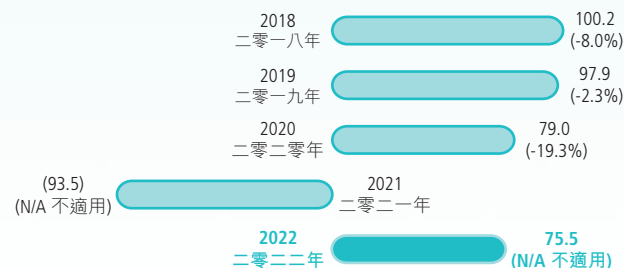 2018
二零一八年
100.2
(-8.0%)
2019
二零一九年
97.9
(-2.3%)
2020
二零二零年
79.0
(-19.3%)
(93.5)
(N/A 不適用)
2021
二零二一年
2022
二零二二年
75.5
(N/A 不適用)